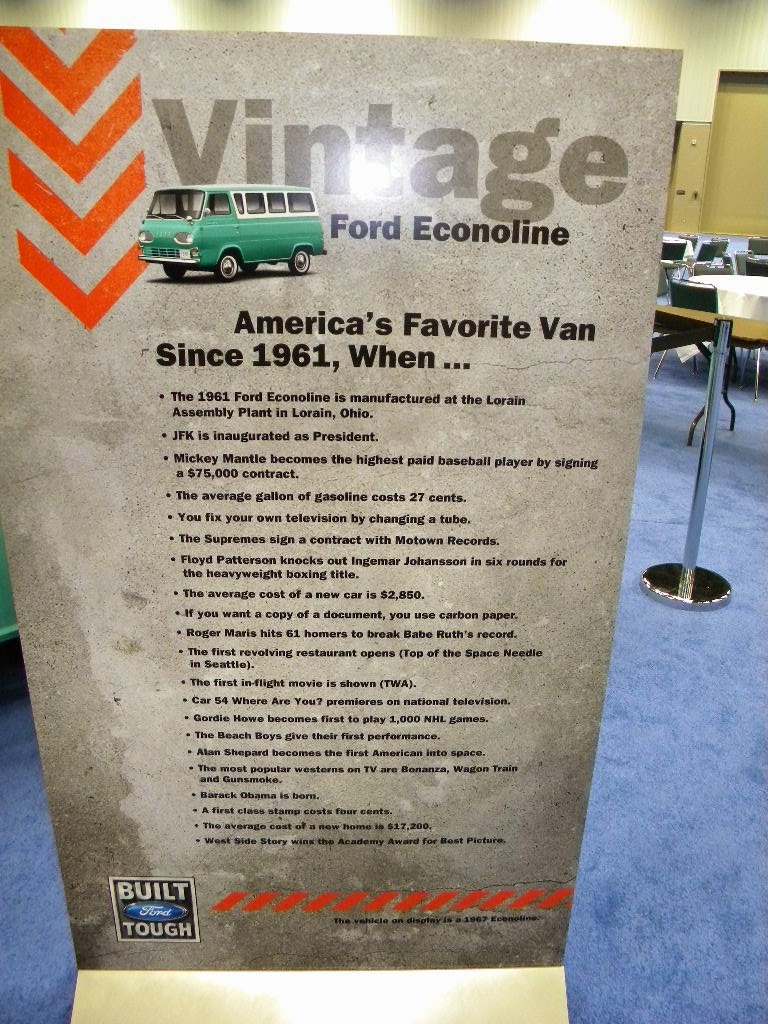 Vintage
Ford Econoline
America's Favorite Van
Since 1961, When ...
• The 1961 Ford Econoline is manufactured at the Lorain
Assembly Plant in Lorain, Ohio.
• JFK is inaugurated as President.
• Mickey Mantle becomes the highest paid baseball player by signing
a $75,000 contract.
• The average gallon of gasoline costs 27 cents.
• You fix your own television by changing a tube.
• The Supremes sign a contract with Motown Records.
• Floyd Patterson knocks out Ingemar Johansson in six rounds for
the heavyweight boxing title.
• The average cost of a new car is $2,850.
• If you want a copy of a document, you use carbon paper.
• Roger Maris hits 61 homers to break Babe Ruth's record.
• The first revolving restaurant opens (Top of the Space Needle
in Seattle).
• The first in-flight movie is shown (TWA).
• Car 54 Where Are You? premieres on national television.
• Gordie Howe becomes first to play 1,000 NHL games.
• The Beach Boys give their first performance.
• Alan Shepard becomes the first American into space.
• The most popular westerns on TV are Bonanza, Wagon Train
and Gunsmoke.
• Barack Obama is born.
• A first class stamp costs four cents.
• The average cost of a new home is $17,200.
• West Side Story wins the Academy Award for Best Picture.
BUILT
Ford
TOUGH
The vehicle on display is a 1967 Econoline.